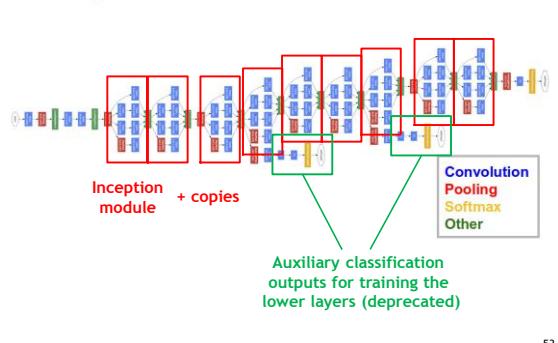 Inception
module
+ copies
Convolution
Pooling
Softmax
Other
Auxiliary classification
outputs for training the
lower layers (deprecated)